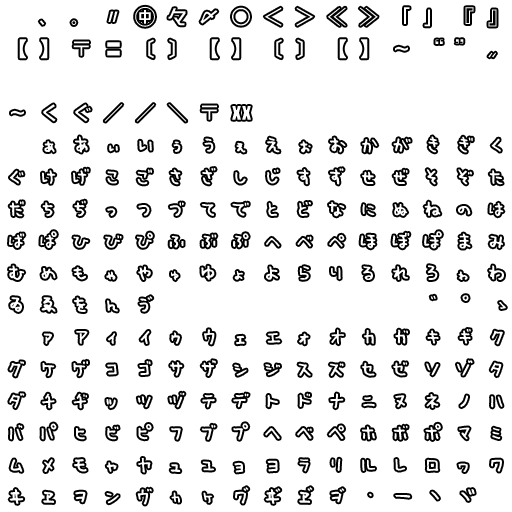 、 。 〃 〄 々 〆 〇 〈 〉 《 》 「 」 『 』
【 】 〒 〓 〔 〕 〖 〗 〘 〙 〚 〛 〜 〝 〞 〟
〰 〱 〲 〳 〴 〵 〶 〷
ぁ あ ぃ い ぅ う ぇ え ぉ お か が き ぎ く
ぐ け げ こ ご さ ざ し じ す ず せ ぜ そ ぞ た
だ ち ぢ っ つ づ て で と ど な に ぬ ね の は
ば ぱ ひ び ぴ ふ ぶ ぷ へ べ ぺ ほ ぼ ぽ ま み
む め も ゃ や ゅ ゆ ょ よ ら り る れ ろ ゎ わ
ゐ ゑ を ん ゔ ゛ ゜ ゝ
ァ ア ィ イ ゥ ウ ェ エ ォ オ カ ガ キ ギ ク
グ ケ ゲ コ ゴ サ ザ シ ジ ス ズ セ ゼ ソ ゾ タ
ダ チ ヂ ッ ツ ヅ テ デ ト ド ナ ニ ヌ ネ ノ ハ
バ パ ヒ ビ ピ フ ブ プ ヘ ベ ペ ホ ボ ポ マ ミ
ム メ モ ャ ヤ ュ ユ ョ ヨ ラ リ ル レ ロ ヮ ワ
ヰ ヱ ヲ ン ヴ ヵ ヶ ヷ ヸ ヹ ヺ ・ ー ヽ ヾ